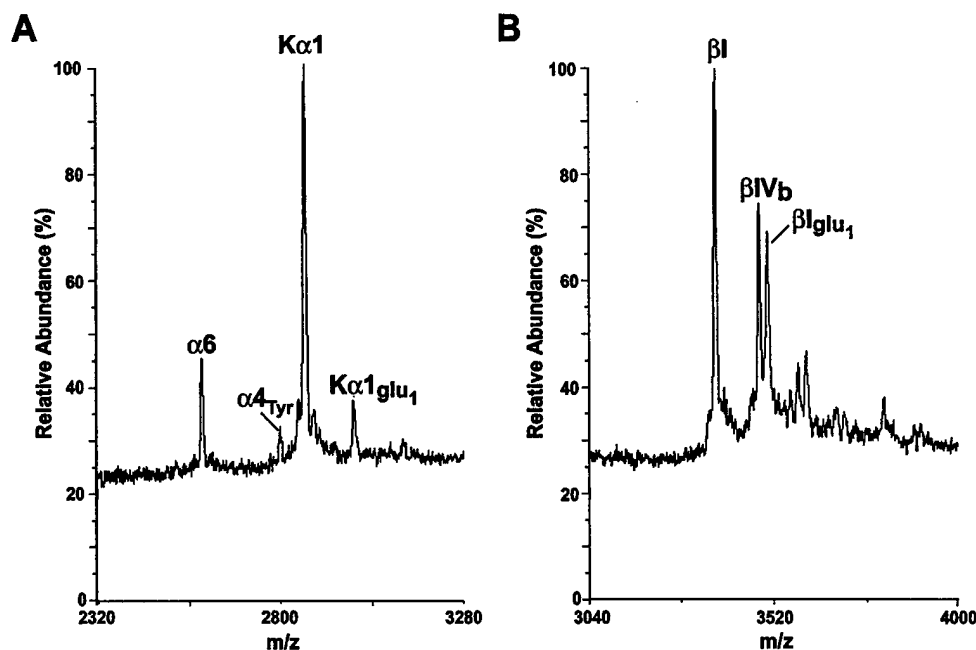 A
Kα1
100
80
60
40
20
0
Relative Abundance (%)
α6
α4Tyr
Kα1glu1
2320
2800
3280
m/z
B
βI
100
80
60
40
20
0
Relative Abundance (%)
βIVb
βIglu1
3040
3520
4000
m/z